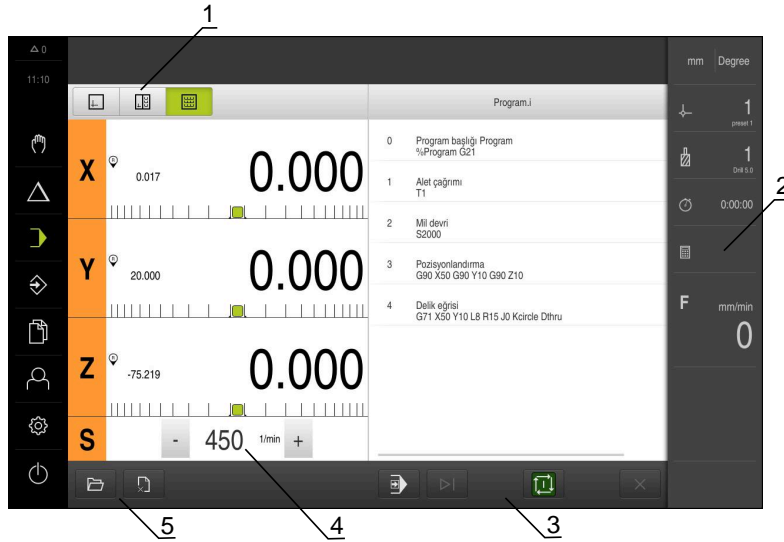 1
0
11:10
mm Degree
Program.i
1
preset 1
1
Drill 5.0
0:00:00
2
F mm/min
0
X R 0.017 0.000
Y R 20.000 0.000
Z R -75.219 0.000
S - 450 1/min +
0 Program başlığı Program
%Program G21
1 Alet çağrımı
T1
2 Mil devri
S2000
3 Pozisyonlandırma
G90 X50 G90 Y10 G90 Z10
4 Delik eğrisi
G71 X50 Y10 L8 R15 J0 Kcircle Dthru
5
4
3